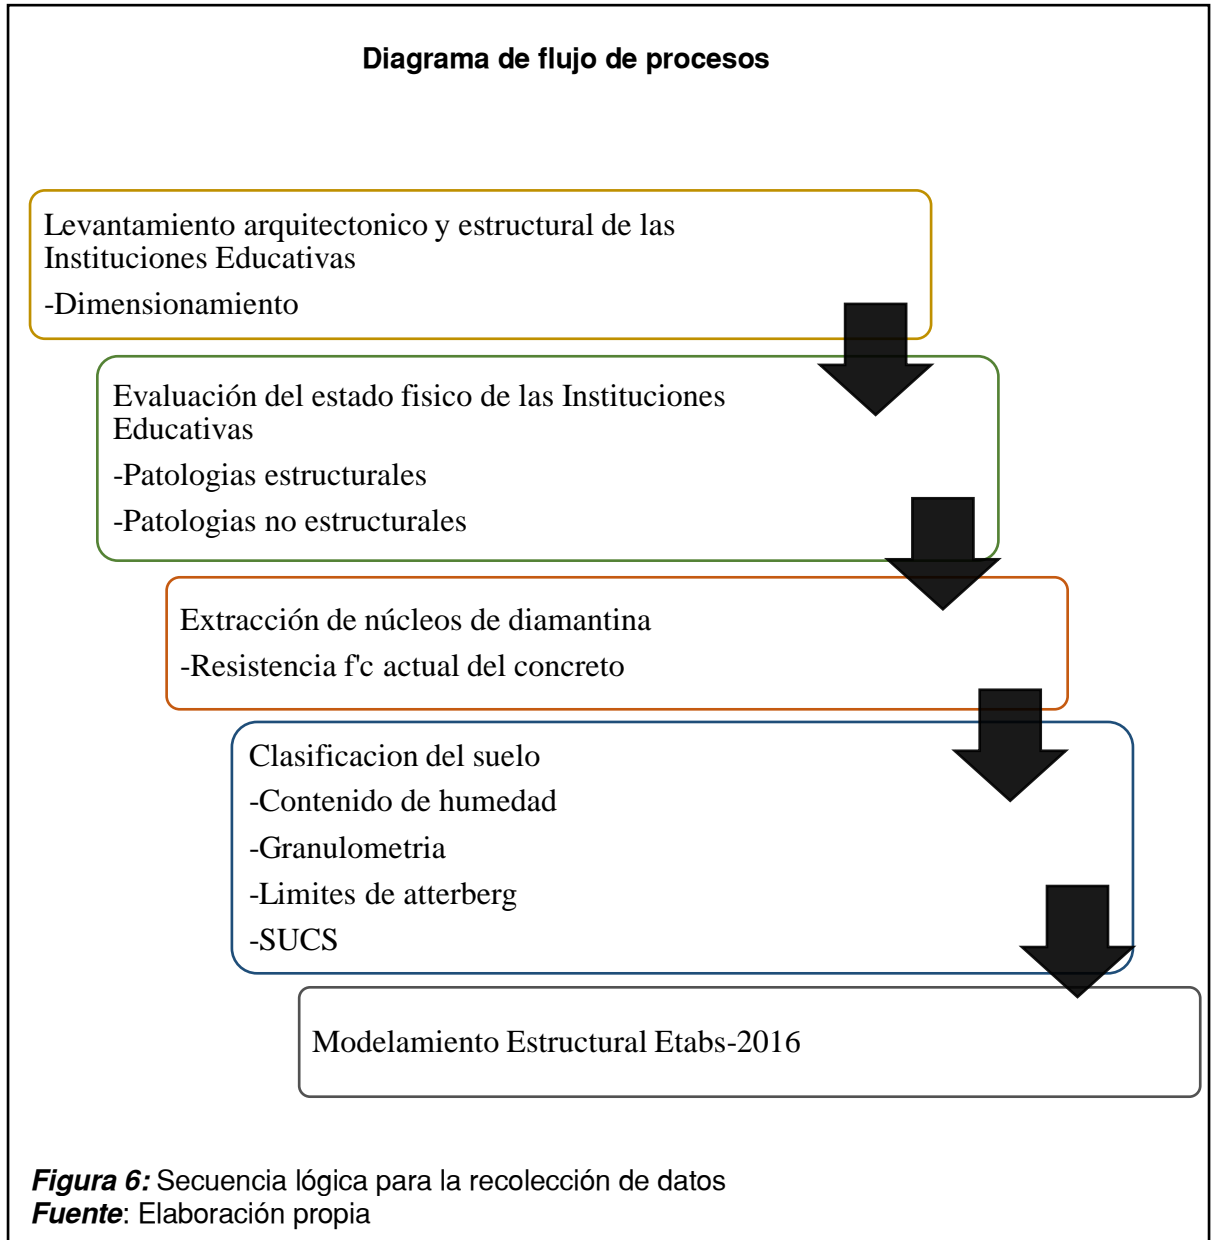 Diagrama de flujo de procesos
Levantamiento arquitectonico y estructural de las
Instituciones Educativas
-Dimensionamiento
Evaluación del estado fisico de las Instituciones
Educativas
-Patologias estructurales
-Patologias no estructurales
Extracción de núcleos de diamantina
-Resistencia f'c actual del concreto
Clasificacion del suelo
-Contenido de humedad
-Granulometria
-Limites de atterberg
-SUCS
Modelamiento Estructural Etabs-2016
Figura 6: Secuencia lógica para la recolección de datos
Fuente: Elaboración propia